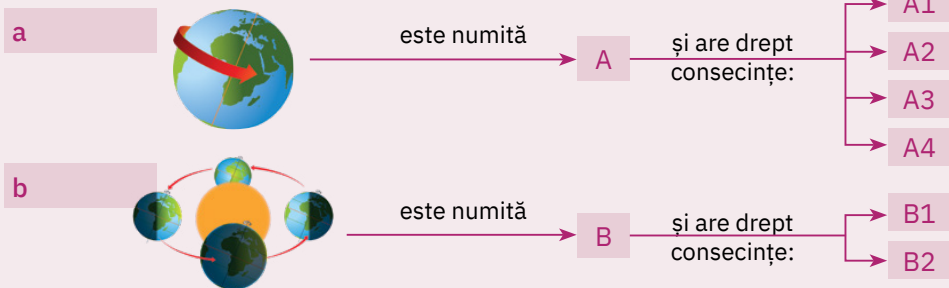 a
este numită
A
și are drept
consecințe:
A1
A2
A3
A4
b
este numită
B
și are drept
consecințe:
B1
B2